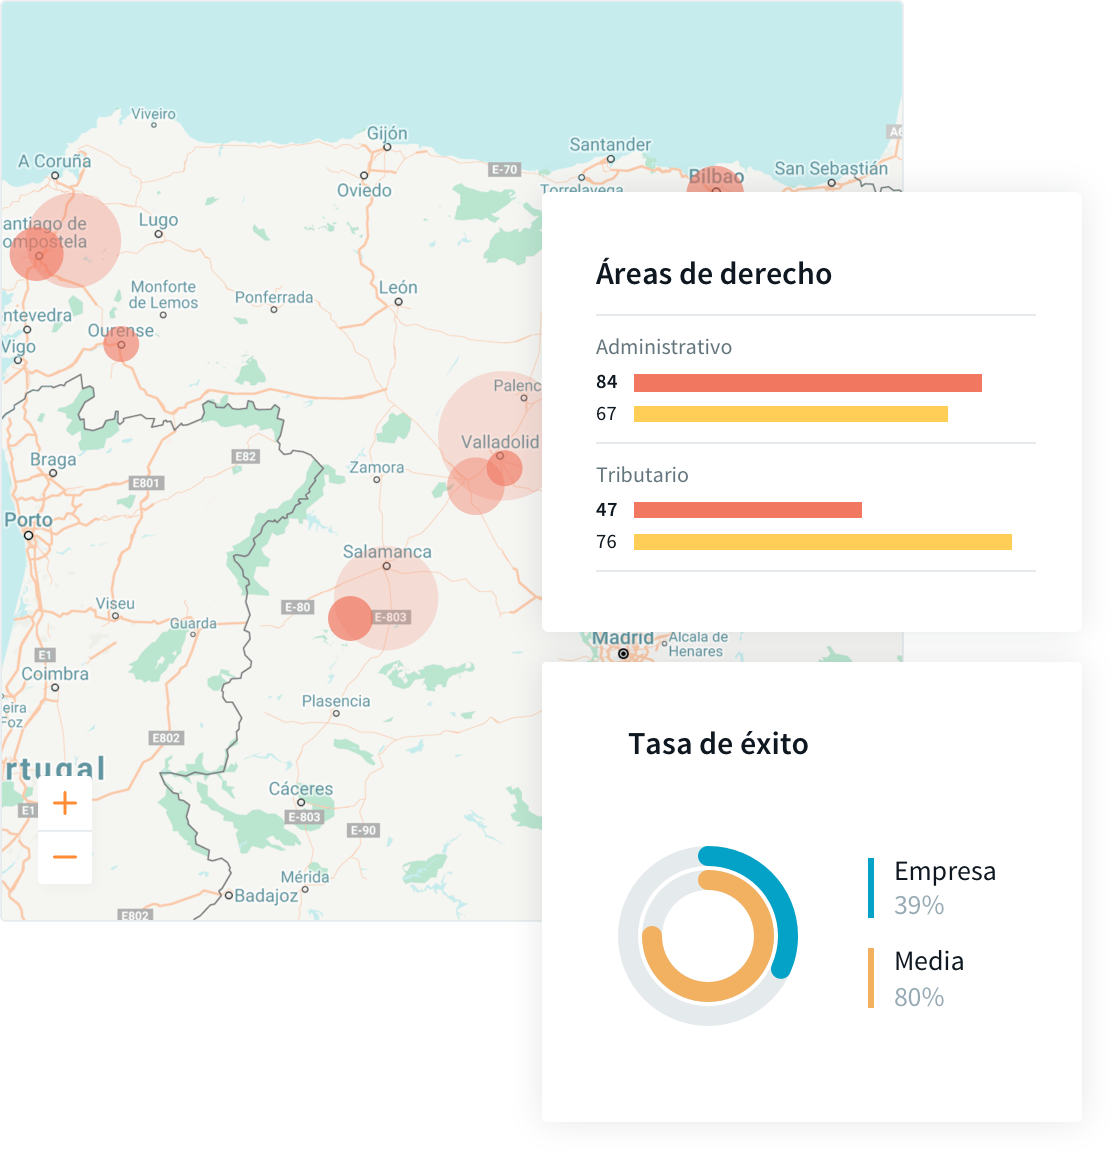 Viveiro
Gijón
A Coruña
Santander
A6
San Sebastián
E-70
Bilbao
Oviedo
Torrelavega
antiago de
ompostela
Lugo
Monforte
de Lemos
Ponferrada
León
ntevedra
Ourense
Vigo
Palenc
Valladolid
Braga
E82
Zamora
E801
Porto
Salamanca
Viseu
E-80
E-803
Guarda
E1
Coimbra
eira
Foz
Plasencia
E802
rtugal
Cáceres
E1
E-803
E-90
Mérida
Badajoz
E802
+
−
Áreas de derecho
Administrativo
84
67
Tributario
47
76
Madrid
Alcala de
Henares
Tasa de éxito
Empresa
39%
Media
80%